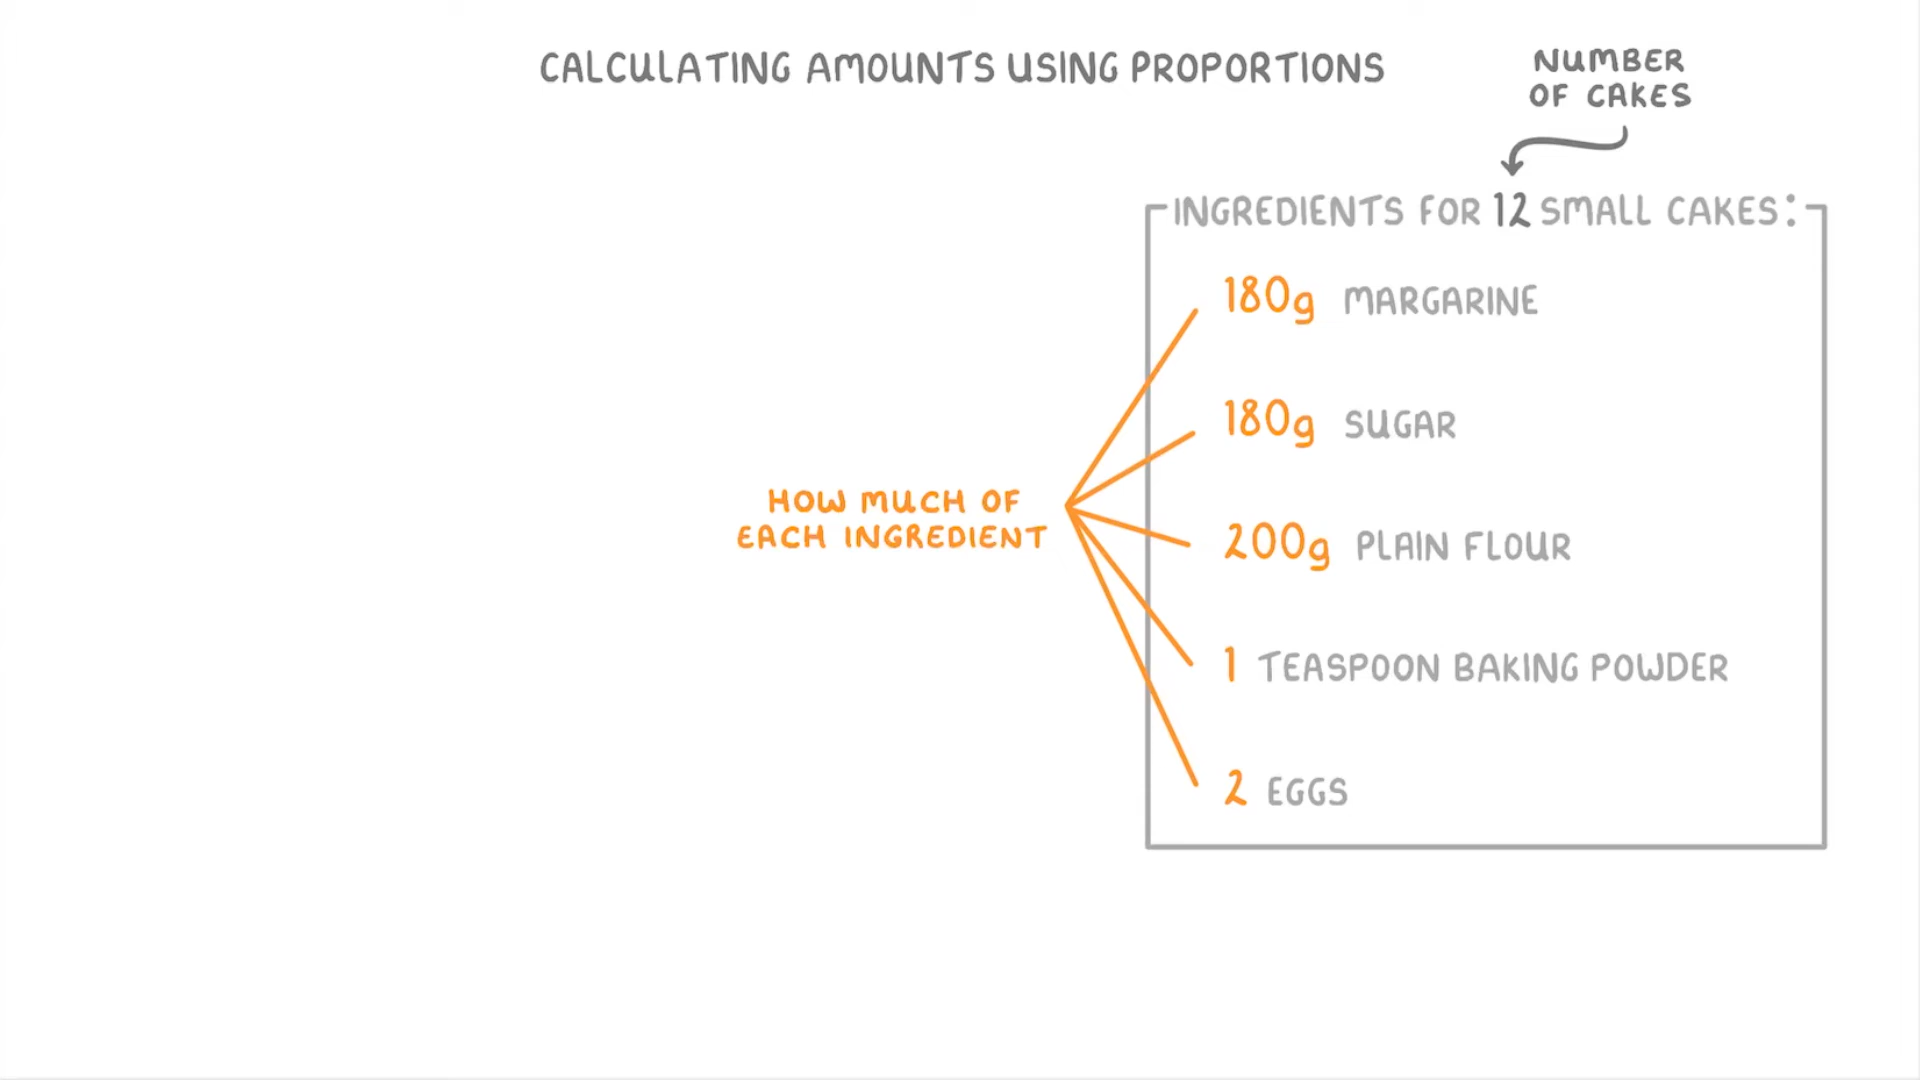 CALCULATING AMOUNTS USING PROPORTIONS
NUMBER
OF CAKES
INGREDIENTS FOR 12 SMALL CAKES:
180g MARGARINE
180g SUGAR
HOW MUCH OF
EACH INGREDIENT
200g PLAIN FLOUR
1 TEASPOON BAKING POWDER
2 EGGS